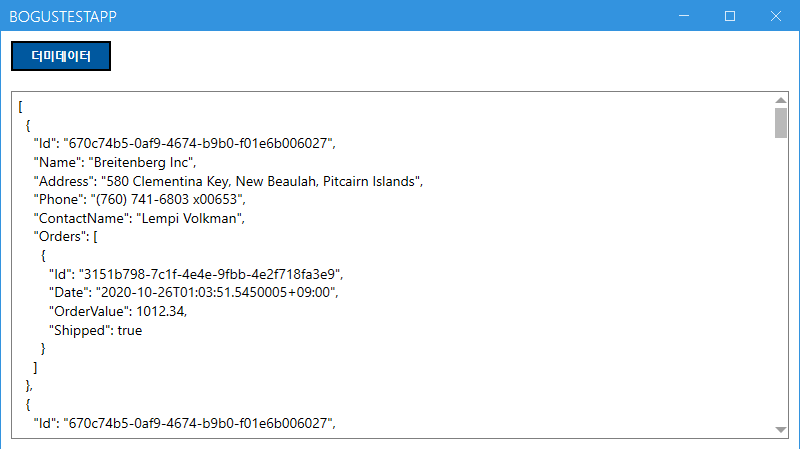 BOGUSTESTAPP
더미데이터
[
{
"Id": "670c74b5-0af9-4674-b9b0-f01e6b006027",
"Name": "Breitenberg Inc",
"Address": "580 Clementina Key, New Beaulah, Pitcairn Islands",
"Phone": "(760) 741-6803 x00653",
"ContactName": "Lempi Volkman",
"Orders": [
{
"Id": "3151b798-7c1f-4e4e-9fbb-4e2f718fa3e9",
"Date": "2020-10-26T01:03:51.5450005+09:00",
"OrderValue": 1012.34,
"Shipped": true
}
]
},
{
"Id": "670c74b5-0af9-4674-b9b0-f01e6b006027",